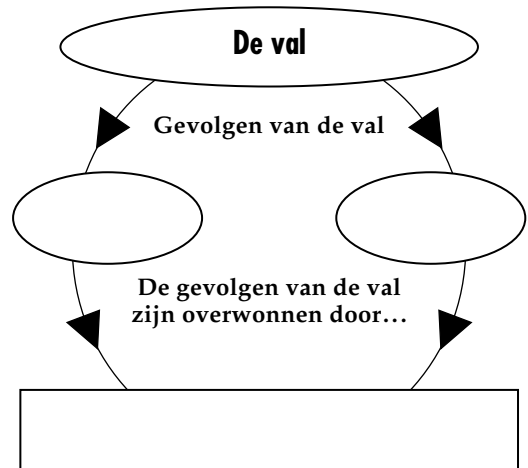 De val
Gevolgen van de val
De gevolgen van de val
zijn overwonnen door…